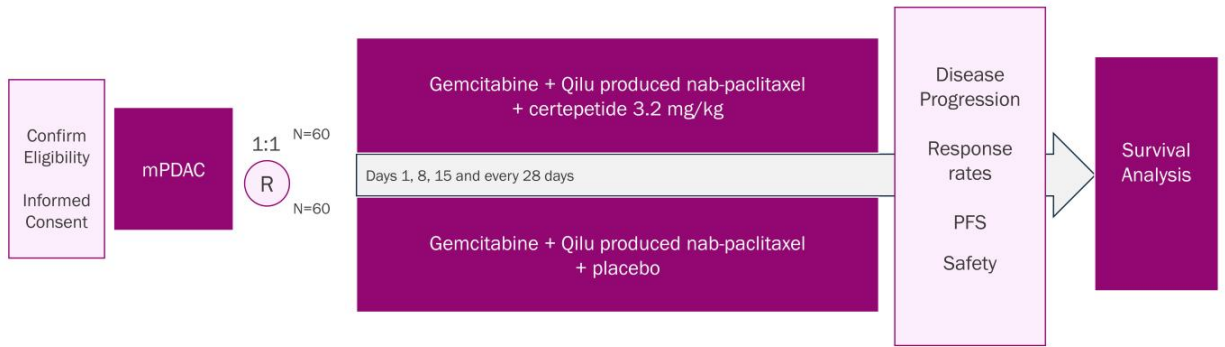 Confirm
Eligibility
Informed
Consent
mPDAC
1:1
R
N=60
N=60
Gemcitabine + Qilu produced nab-paclitaxel
+ certepetide 3.2 mg/kg
Days 1, 8, 15 and every 28 days
Gemcitabine + Qilu produced nab-paclitaxel
+ placebo
Disease
Progression
Response
rates
PFS
Safety
Survival
Analysis